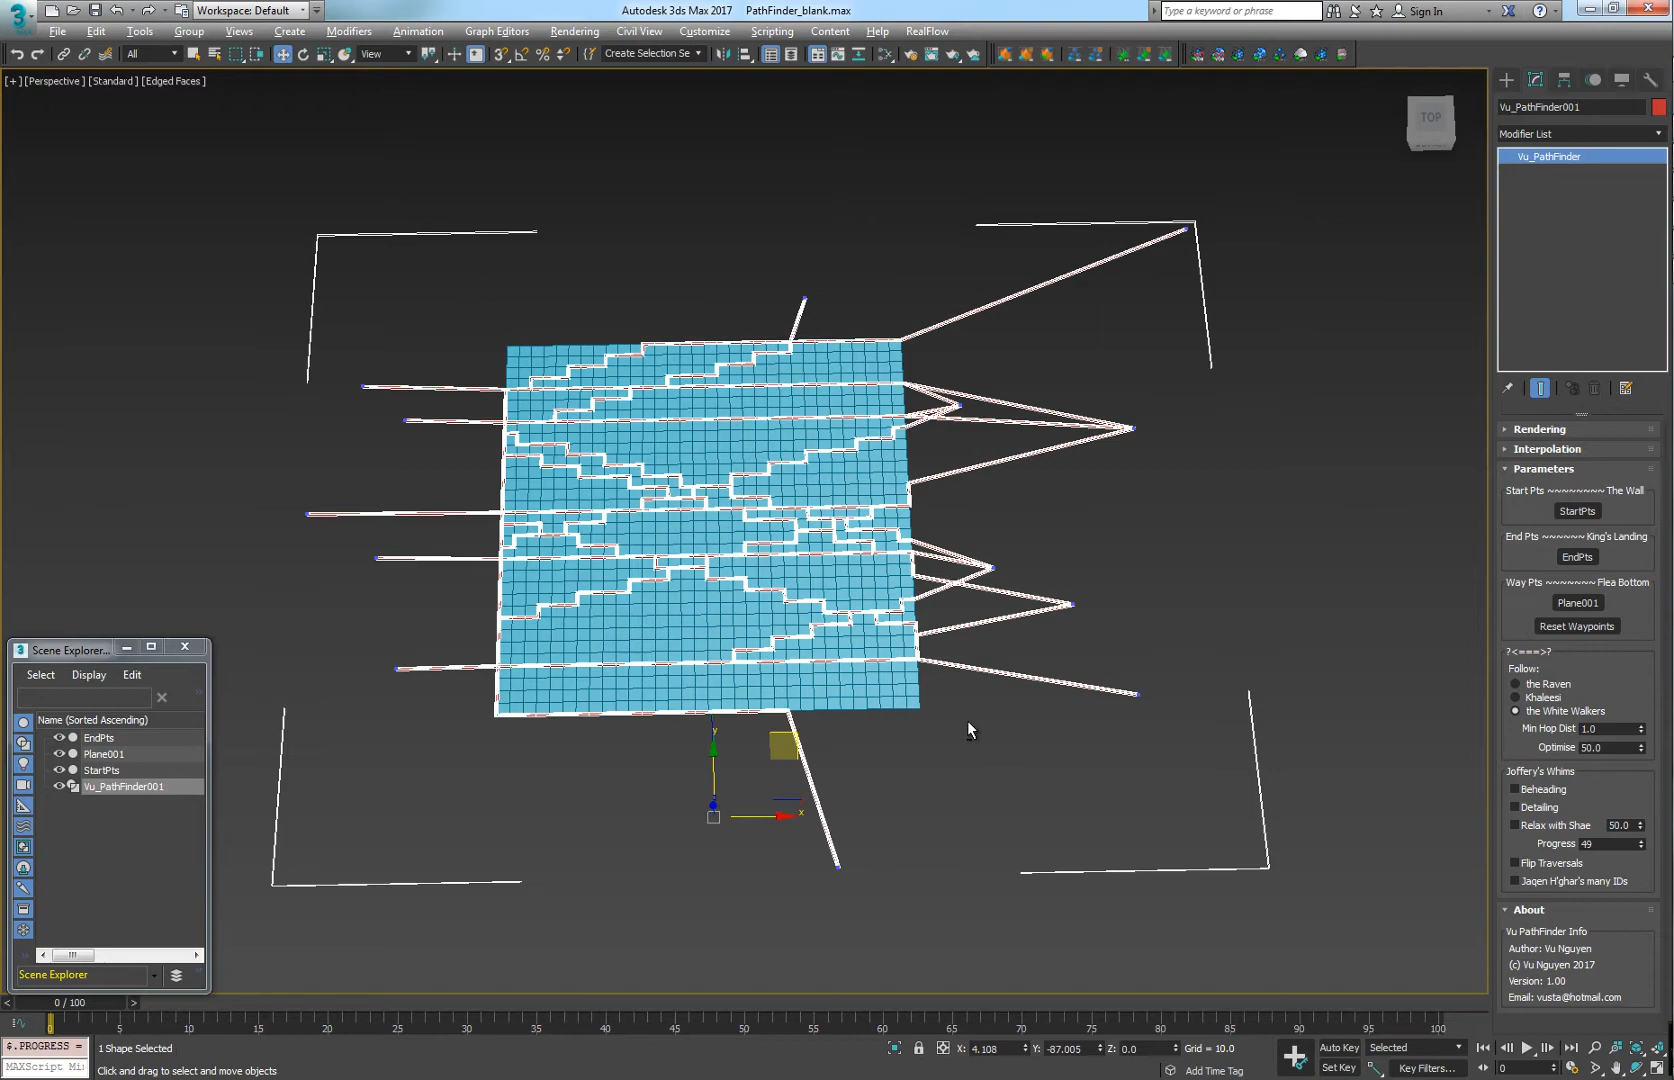 3
Workspace: Default
Autodesk 3ds Max 2017 PathFinder_blank.max
Type a keyword or phrase
Sign In
MAX
File Edit Tools Group Views Create Modifiers Animation Graph Editors Rendering Civil View Customize Scripting Content Help RealFlow
All
View
Create Selection Se
[+] [Perspective] [Standard] [Edged Faces]
TOP
Vu_PathFinder001
Modifier List
Vu_PathFinder
Rendering
Interpolation
Parameters
Start Pts ~~~~~~~~ The Wall
StartPts
End Pts ~~~~~~ King's Landing
EndPts
Way Pts ~~~~~~~ Flea Bottom
Plane001
Reset Waypoints
?<====>?
Follow:
the Raven
Khaleesi
the White Walkers
Min Hop Dist 1.0
Optimise 50.0
Joffery's Whims
Beheading
Detailing
Relax with Shae 50.0
Progress 49
Flip Traversals
Jaqen H'ghar's many IDs
About
Vu PathFinder Info
Author: Vu Nguyen
(c) Vu Nguyen 2017
Version: 1.00
Email: vusta@hotmail.com
y
x
3 Scene Explorer...
Select Display Edit
Name (Sorted Ascending)
EndPts
Plane001
StartPts
Vu_PathFinder001
Scene Explorer
0 / 100
0 5 10 15 20 25 30 35 40 45 50 55 60 65 70 75 80 85 90 95 100
$.PROGRESS =
MAXScript Mi
1 Shape Selected
Click and drag to select and move objects
X: 4.108 Y: -87.005 Z: 0.0 Grid = 10.0
Add Time Tag
Auto Key Selected
Set Key Key Filters...
0